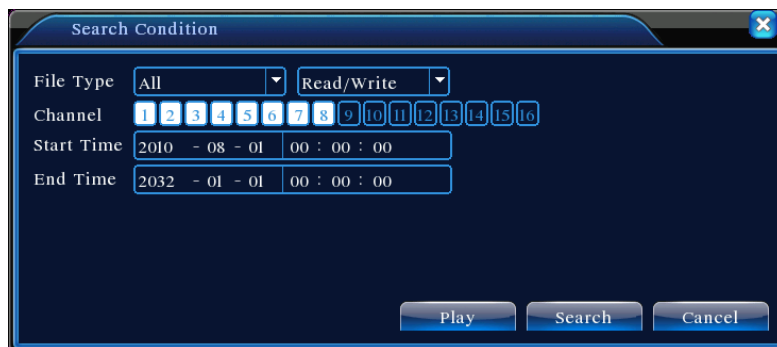 Search Condition
File Type All Read/Write
Channel 1 2 3 4 5 6 7 8 9 10 11 12 13 14 15 16
Start Time 2010 - 08 - 01 00 : 00 : 00
End Time 2032 - 01 - 01 00 : 00 : 00
Play Search Cancel